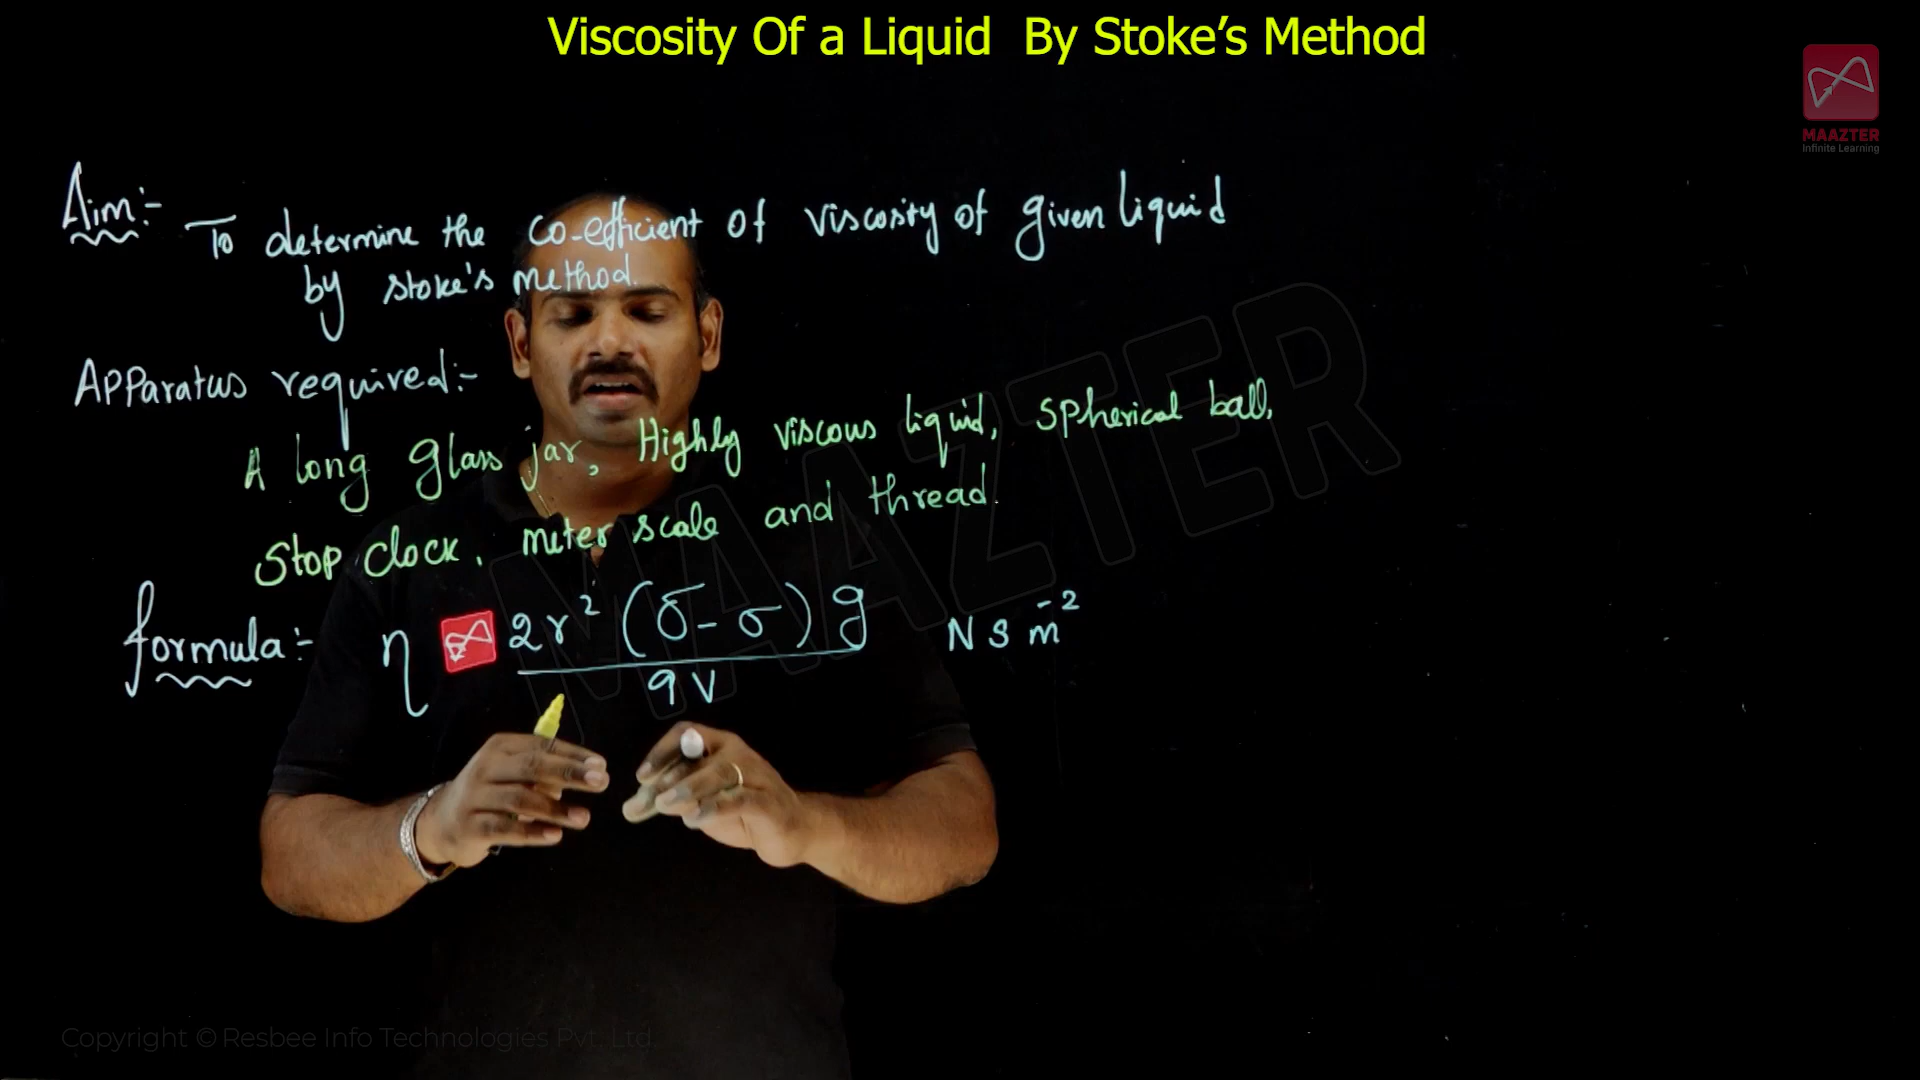 Viscosity Of a Liquid By Stoke's Method
MAAZTER
Infinite Learning
Aim:-
To determine the co-efficient of viscosity of given liquid
by stoke's method.
Apparatus required:-
A long glass jar, Highly viscous liquid, spherical ball,
Stop clock, meter scale and thread.
formula:- η 2r² (δ - σ) g N s m⁻²
9v
MAAZTER
Copyright © Resbee Info Technologies Pvt. Ltd.